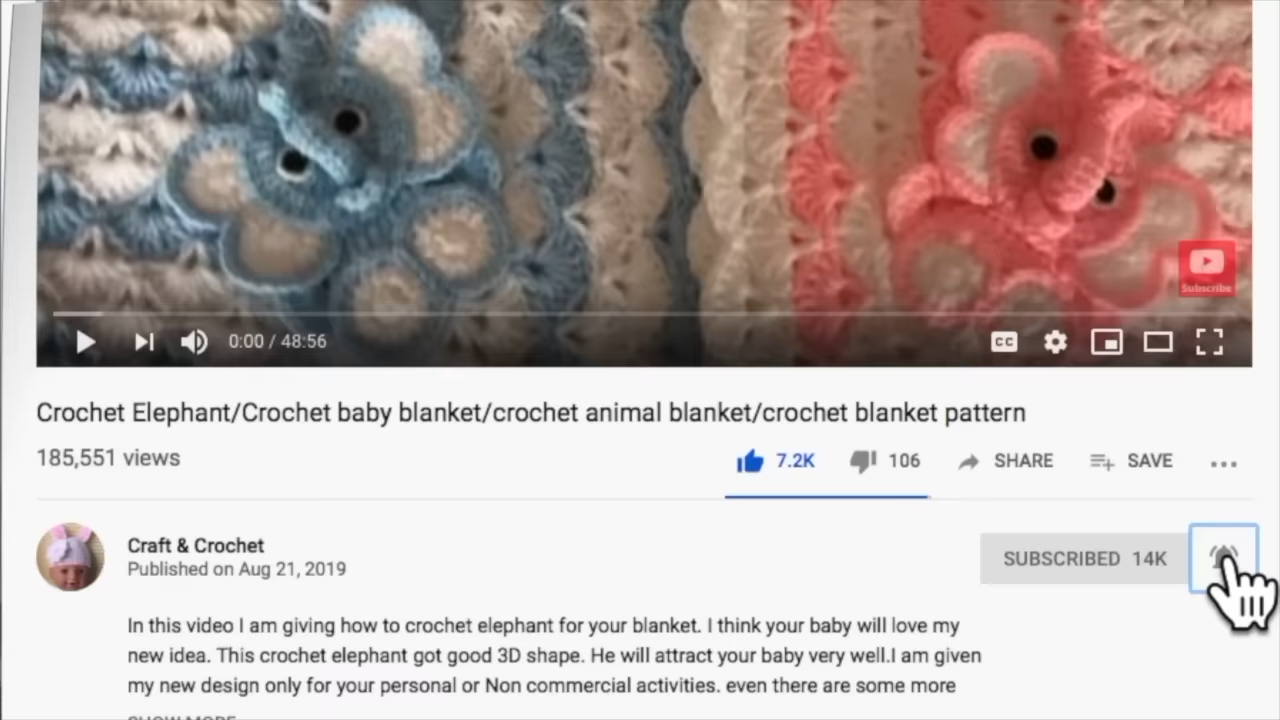 Subscribe
0:00 / 48:56
CC
Crochet Elephant/Crochet baby blanket/crochet animal blanket/crochet blanket pattern
185,551 views
7.2K 106 SHARE SAVE
Craft & Crochet
SUBSCRIBED 14K
Published on Aug 21, 2019
In this video I am giving how to crochet elephant for your blanket. I think your baby will love my
new idea. This crochet elephant got good 3D shape. He will attract your baby very well.I am given
my new design only for your personal or Non commercial activities. even there are some more
SHOW MORE